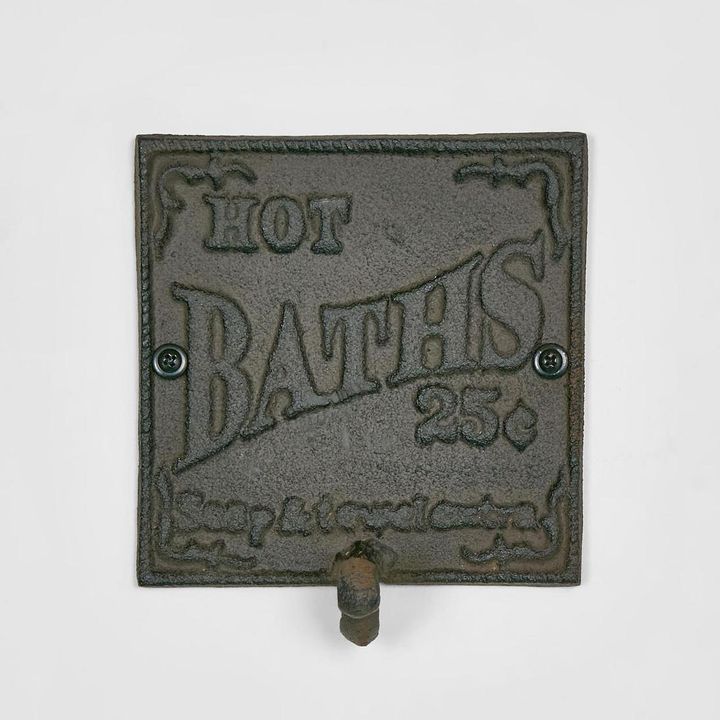 HOT
BATHS
25¢
Soap & towel extra